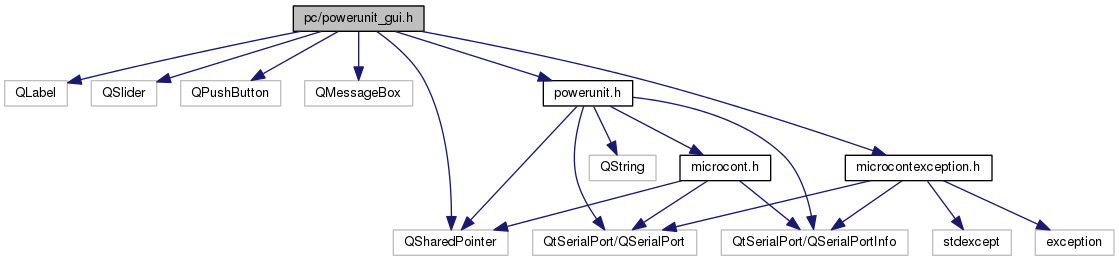 pc/powerunit_gui.h
QLabel
QSlider
QPushButton
QMessageBox
powerunit.h
QString
microcont.h
microcontexception.h
QSharedPointer
QtSerialPort/QSerialPort
QtSerialPort/QSerialPortInfo
stdexcept
exception